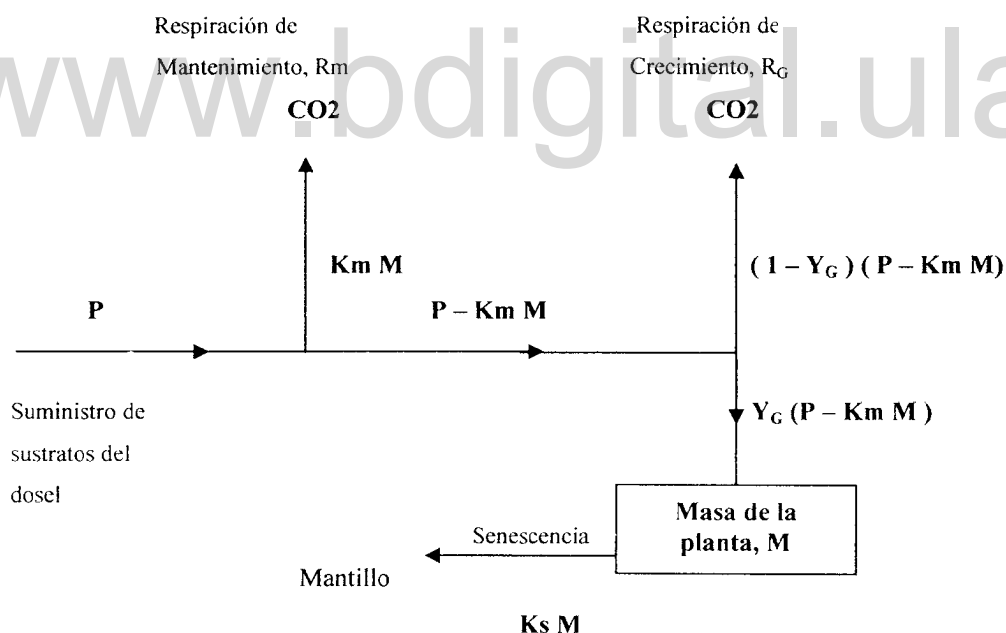 Respiración de
Mantenimiento, Rm
CO2
Respiración de
Crecimiento, R_G
CO2
www.bdigital.ula
Km M
( 1 – Y_G ) ( P – Km M)
P
P – Km M
Suministro de
sustratos del
dosel
Y_G (P – Km M )
Masa de la
planta, M
Senescencia
Mantillo
Ks M